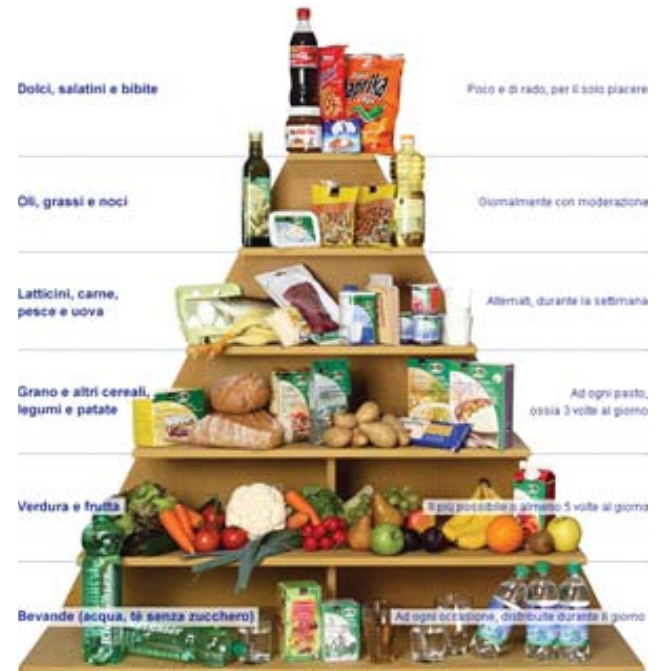 Dolci, salatini e bibite
Poco e di rado, per il solo piacere
Paprika
Oli, grassi e noci
Giornalmente con moderazione
Latticini, carne,
pesce e uova
Alternati, durante la settimana
Grano e altri cereali,
legumi e patate
Ad ogni pasto,
ossia 3 volte al giorno
Verdura e frutta
Il più possibile o almeno 5 volte al giorno
Bevande (acqua, tè senza zucchero)
Ad ogni occasione, distribuite durante il giorno